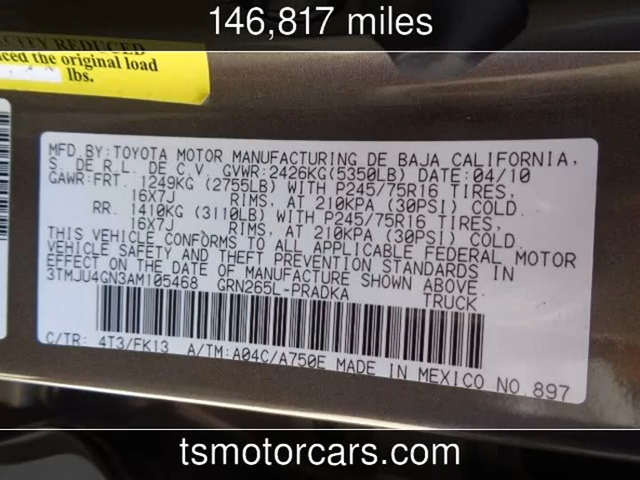 146,817 miles
CITY REDUCED
ced the original load
lbs.
MFD. BY: TOYOTA MOTOR MANUFACTURING DE BAJA CALIFORNIA,
S. DE R.L. DE C.V. GVWR: 2426KG(5350LB) DATE: 04/10
GAWR:FRT. 1249KG (2755LB) WITH P245/75R16 TIRES,
16X7J RIMS, AT 210KPA (30PSI) COLD.
RR. 1410KG (3110LB) WITH P245/75R16 TIRES,
16X7J RIMS, AT 210KPA (30PSI) COLD.
THIS VEHICLE CONFORMS TO ALL APPLICABLE FEDERAL MOTOR
VEHICLE SAFETY AND THEFT PREVENTION STANDARDS IN
EFFECT ON THE DATE OF MANUFACTURE SHOWN ABOVE.
3TMJU4GN3AM105468 GRN265L-PRADKA TRUCK
C/TR: 4T3/FK13 A/TM:A04C/A750E MADE IN MEXICO NO.897
tsmotorcars.com